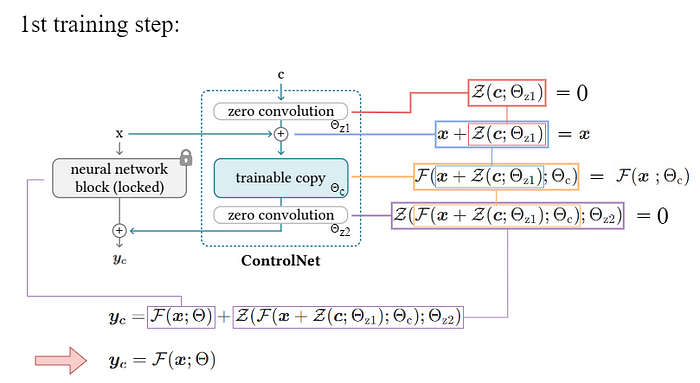 1st training step:
c
zero convolution
Θz1
x
+
neural network
block (locked)
trainable copy
Θc
zero convolution
Θz2
+
yc
ControlNet
Z(c; Θz1) = 0
x + Z(c; Θz1) = x
F(x + Z(c; Θz1); Θc) = F(x ; Θc)
Z(F(x + Z(c; Θz1); Θc); Θz2) = 0
yc = F(x; Θ) + Z(F(x + Z(c; Θz1); Θc); Θz2)
yc = F(x; Θ)